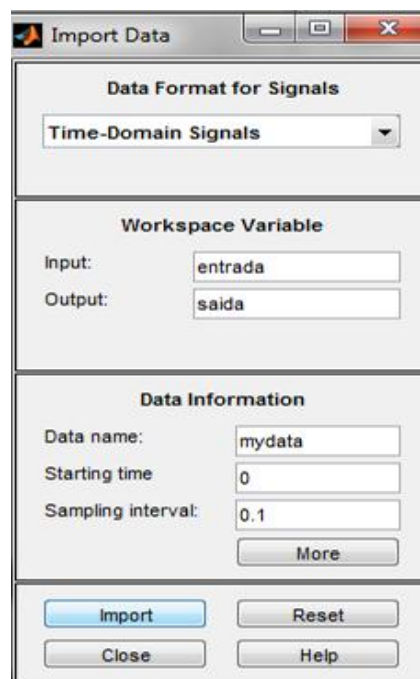 Import Data
Data Format for Signals
Time-Domain Signals
Workspace Variable
Input: entrada
Output: saida
Data Information
Data name: mydata
Starting time 0
Sampling interval: 0.1
More
Import Reset
Close Help